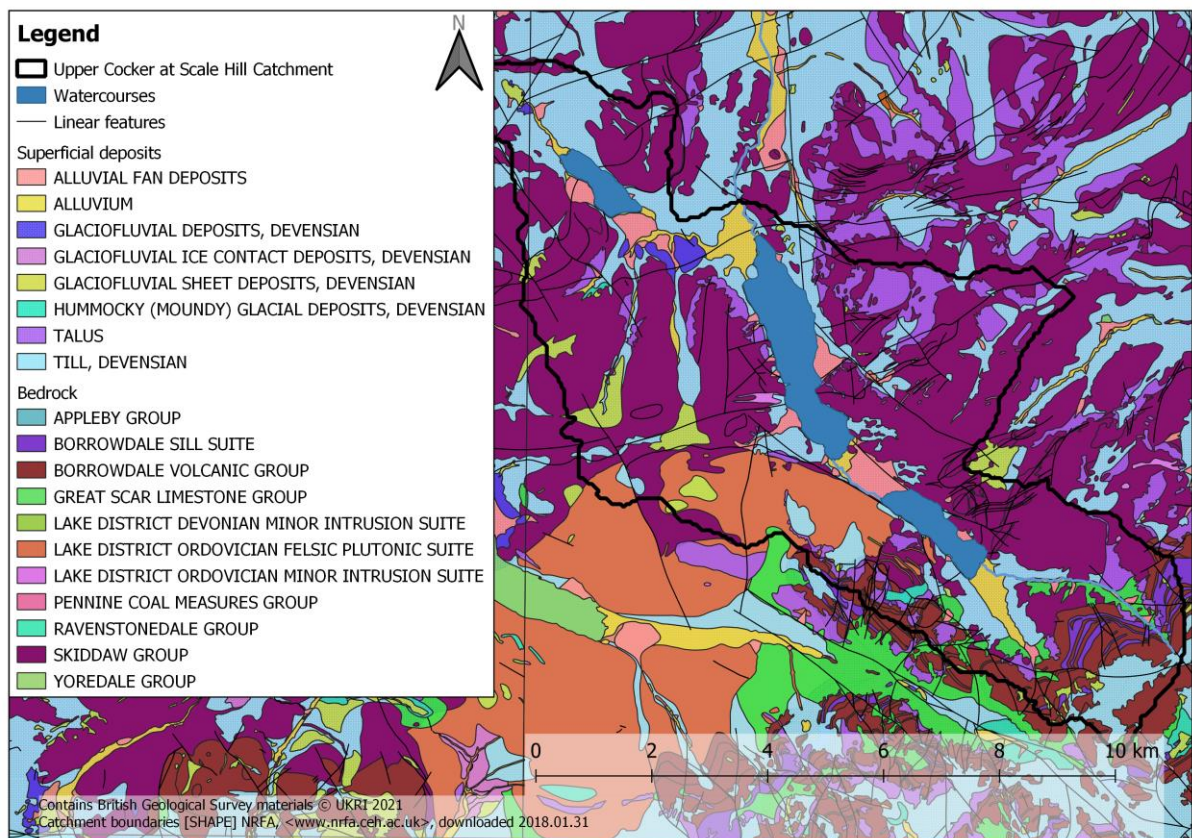 Legend
N
Upper Cocker at Scale Hill Catchment
Watercourses
Linear features
Superficial deposits
ALLUVIAL FAN DEPOSITS
ALLUVIUM
GLACIOFLUVIAL DEPOSITS, DEVENSIAN
GLACIOFLUVIAL ICE CONTACT DEPOSITS, DEVENSIAN
GLACIOFLUVIAL SHEET DEPOSITS, DEVENSIAN
HUMMOCKY (MOUNDY) GLACIAL DEPOSITS, DEVENSIAN
TALUS
TILL, DEVENSIAN
Bedrock
APPLEBY GROUP
BORROWDALE SILL SUITE
BORROWDALE VOLCANIC GROUP
GREAT SCAR LIMESTONE GROUP
LAKE DISTRICT DEVONIAN MINOR INTRUSION SUITE
LAKE DISTRICT ORDOVICIAN FELSIC PLUTONIC SUITE
LAKE DISTRICT ORDOVICIAN MINOR INTRUSION SUITE
PENNINE COAL MEASURES GROUP
RAVENSTONEDALE GROUP
SKIDDAW GROUP
YOREDALE GROUP
0 2 4 6 8 10 km
Contains British Geological Survey materials © UKRI 2021
Catchment boundaries [SHAPE] NRFA, <www.nrfa.ceh.ac.uk>, downloaded 2018.01.31